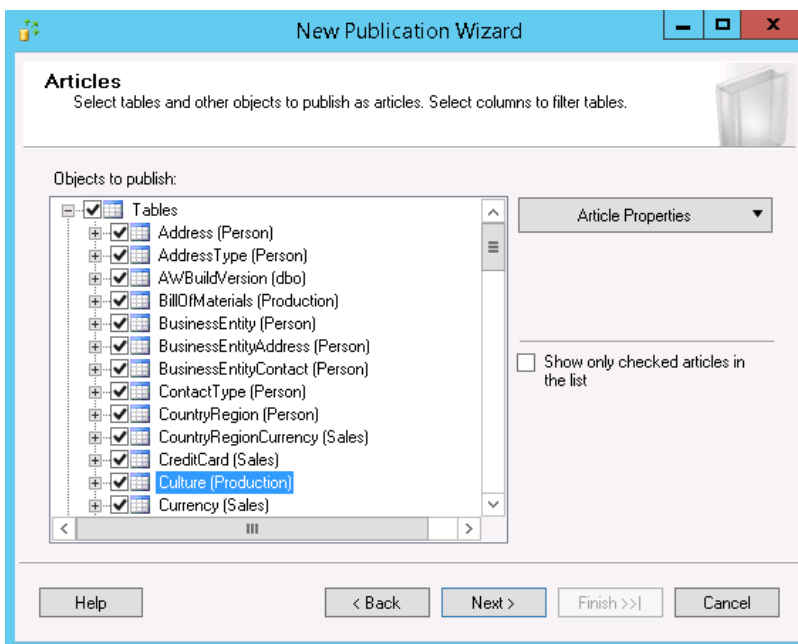 New Publication Wizard
Articles
Select tables and other objects to publish as articles. Select columns to filter tables.
Objects to publish:
Tables
Address (Person)
AddressType (Person)
AWBuildVersion (dbo)
BillOfMaterials (Production)
BusinessEntity (Person)
BusinessEntityAddress (Person)
BusinessEntityContact (Person)
ContactType (Person)
CountryRegion (Person)
CountryRegionCurrency (Sales)
CreditCard (Sales)
Culture (Production)
Currency (Sales)
Article Properties
Show only checked articles in
the list
Help
< Back
Next >
Finish >>|
Cancel